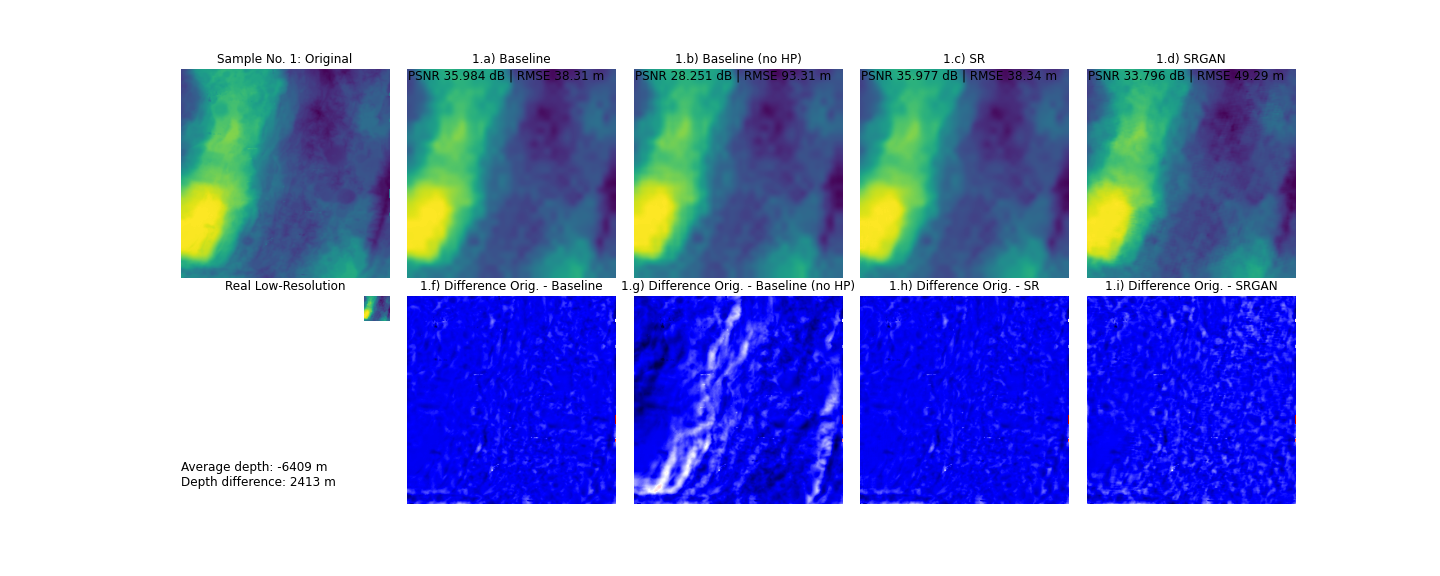 Sample No. 1: Original
1.a) Baseline
1.b) Baseline (no HP)
1.c) SR
1.d) SRGAN
PSNR 35.984 dB | RMSE 38.31 m
PSNR 28.251 dB | RMSE 93.31 m
PSNR 35.977 dB | RMSE 38.34 m
PSNR 33.796 dB | RMSE 49.29 m
Real Low-Resolution
1.f) Difference Orig. - Baseline
1.g) Difference Orig. - Baseline (no HP)
1.h) Difference Orig. - SR
1.i) Difference Orig. - SRGAN
Average depth: -6409 m
Depth difference: 2413 m